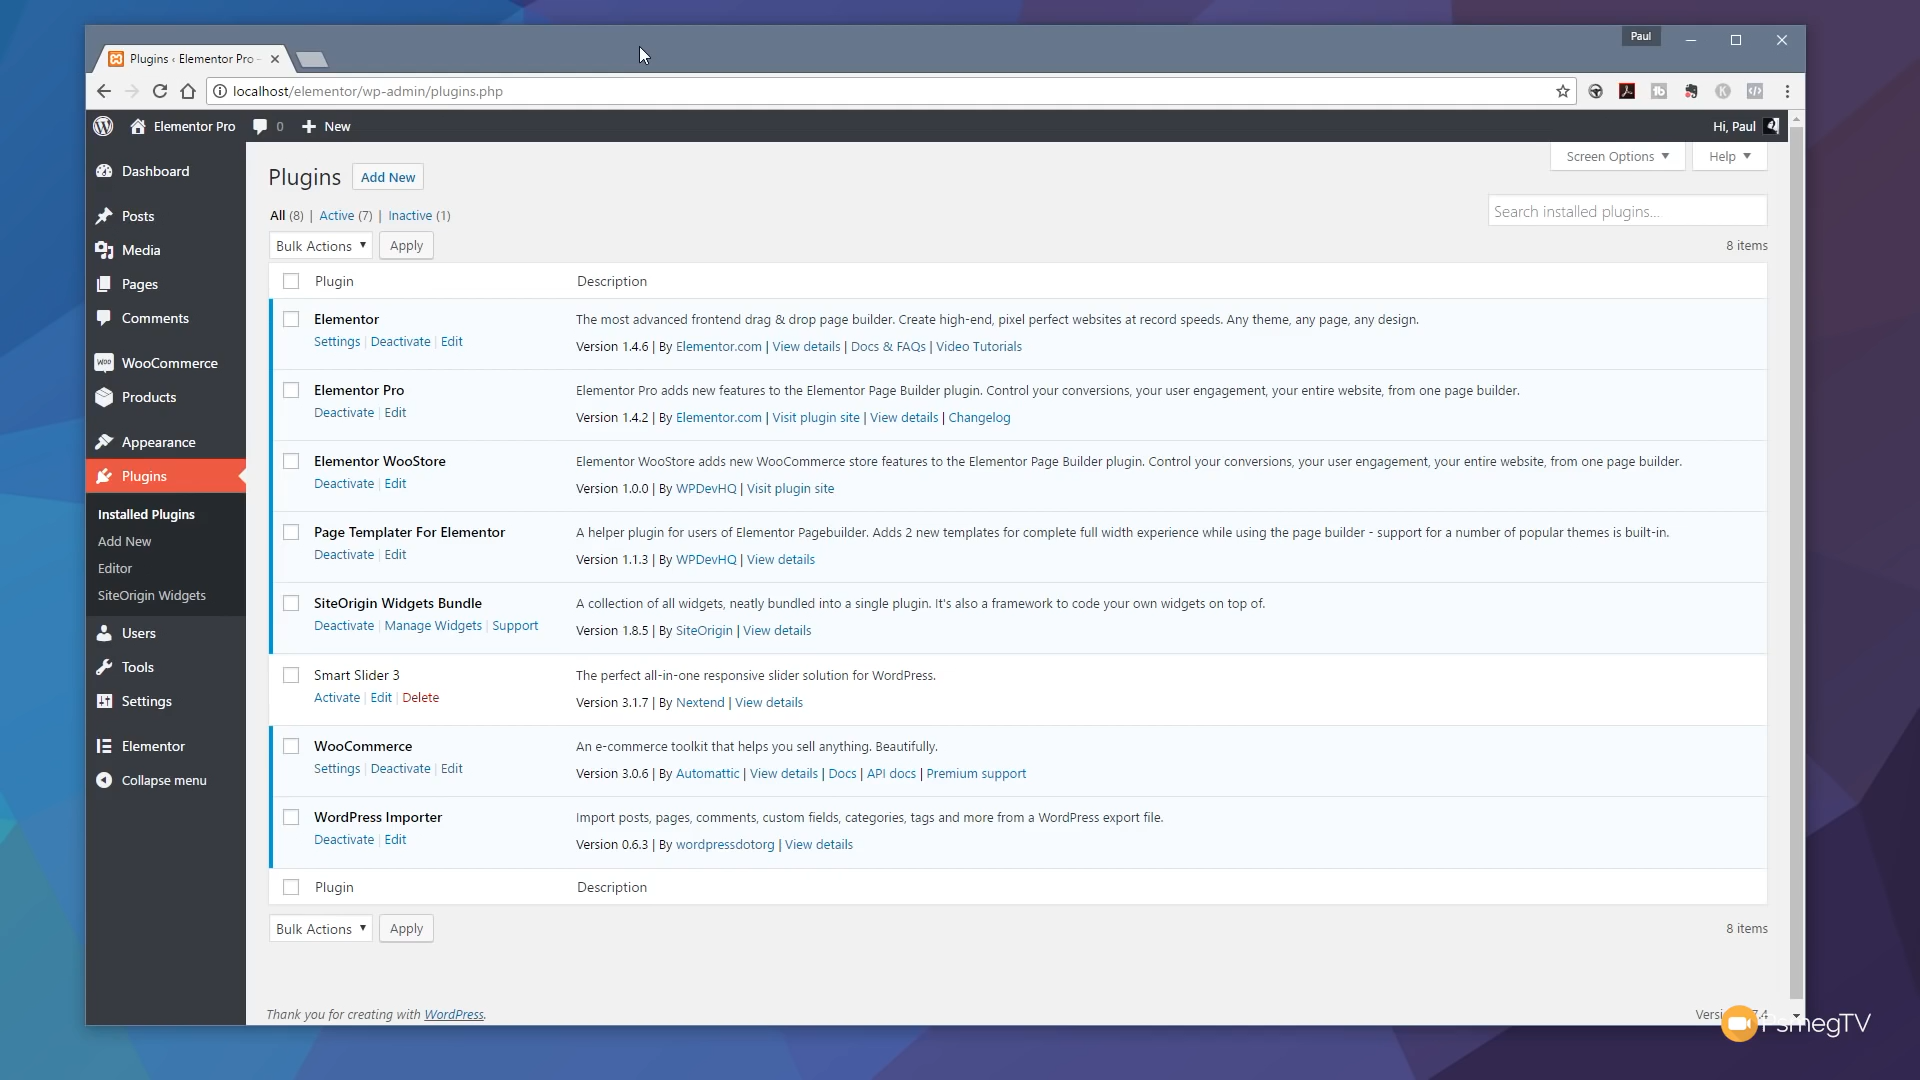 Paul
Plugins ‹ Elementor Pro -
localhost/elementor/wp-admin/plugins.php
Elementor Pro 0 New Hi, Paul
Screen Options Help
Dashboard
Posts
Media
Pages
Comments
WooCommerce
Products
Appearance
Plugins
Installed Plugins
Add New
Editor
SiteOrigin Widgets
Users
Tools
Settings
Elementor
Collapse menu
Plugins Add New
All (8) | Active (7) | Inactive (1)
Search installed plugins...
Bulk Actions Apply 8 items
Plugin Description
Elementor The most advanced frontend drag & drop page builder. Create high-end, pixel perfect websites at record speeds. Any theme, any page, any design.
Settings | Deactivate | Edit Version 1.4.6 | By Elementor.com | View details | Docs & FAQs | Video Tutorials
Elementor Pro Elementor Pro adds new features to the Elementor Page Builder plugin. Control your conversions, your user engagement, your entire website, from one page builder.
Deactivate | Edit Version 1.4.2 | By Elementor.com | Visit plugin site | View details | Changelog
Elementor WooStore Elementor WooStore adds new WooCommerce store features to the Elementor Page Builder plugin. Control your conversions, your user engagement, your entire website, from one page builder.
Deactivate | Edit Version 1.0.0 | By WPDevHQ | Visit plugin site
Page Templater For Elementor A helper plugin for users of Elementor Pagebuilder. Adds 2 new templates for complete full width experience while using the page builder - support for a number of popular themes is built-in.
Deactivate | Edit Version 1.1.3 | By WPDevHQ | View details
SiteOrigin Widgets Bundle A collection of all widgets, neatly bundled into a single plugin. It's also a framework to code your own widgets on top of.
Deactivate | Manage Widgets | Support Version 1.8.5 | By SiteOrigin | View details
Smart Slider 3 The perfect all-in-one responsive slider solution for WordPress.
Activate | Edit | Delete Version 3.1.7 | By Nextend | View details
WooCommerce An e-commerce toolkit that helps you sell anything. Beautifully.
Settings | Deactivate | Edit Version 3.0.6 | By Automattic | View details | Docs | API docs | Premium support
WordPress Importer Import posts, pages, comments, custom fields, categories, tags and more from a WordPress export file.
Deactivate | Edit Version 0.6.3 | By wordpressdotorg | View details
Plugin Description
Bulk Actions Apply 8 items
Thank you for creating with WordPress.
PsmegTV